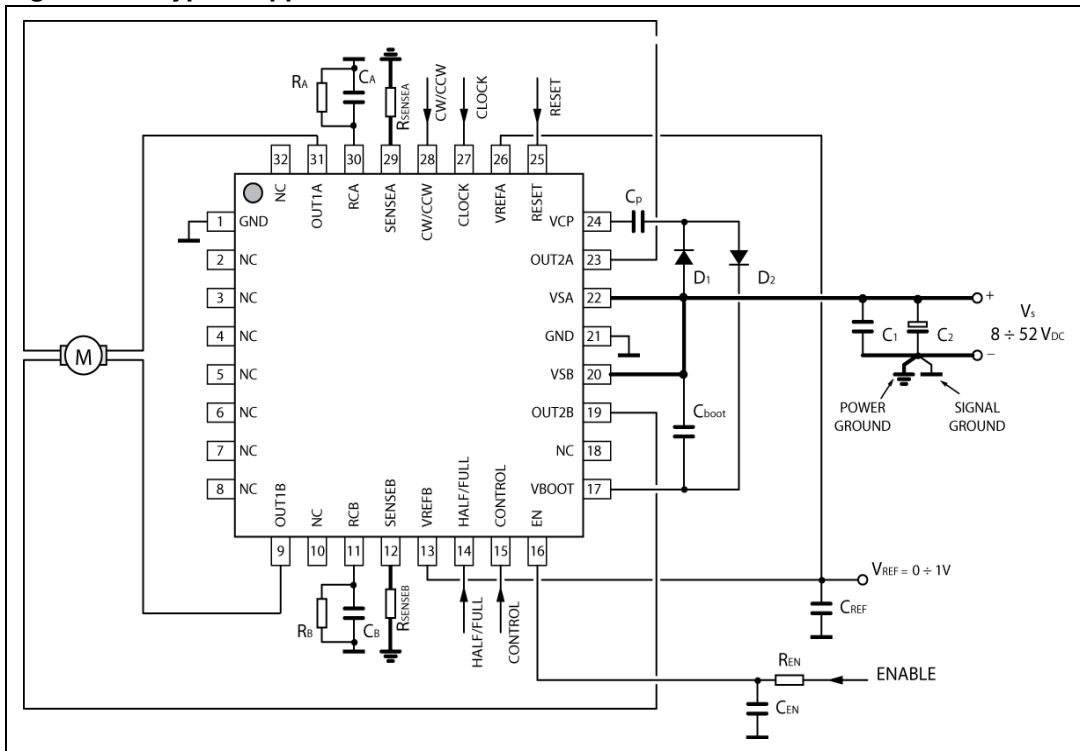 RA
CA
RSENSEA
CW/CCW
CLOCK
RESET
32
31
30
29
28
27
26
25
NC
OUT1A
RCA
SENSEA
CW/CCW
CLOCK
VREFA
RESET
1 GND
2 NC
3 NC
4 NC
5 NC
6 NC
7 NC
8 NC
VCP 24
OUT2A 23
VSA 22
GND 21
VSB 20
OUT2B 19
NC 18
VBOOT 17
Cp
D1
D2
Cboot
C1
C2
+
Vs
8 ÷ 52 VDC
−
POWER
GROUND
SIGNAL
GROUND
M
OUT1B
NC
RCB
SENSEB
VREFB
HALF/FULL
CONTROL
EN
9
10
11
12
13
14
15
16
RB
CB
RSENSEB
HALF/FULL
CONTROL
VREF = 0 ÷ 1V
CREF
REN
ENABLE
CEN